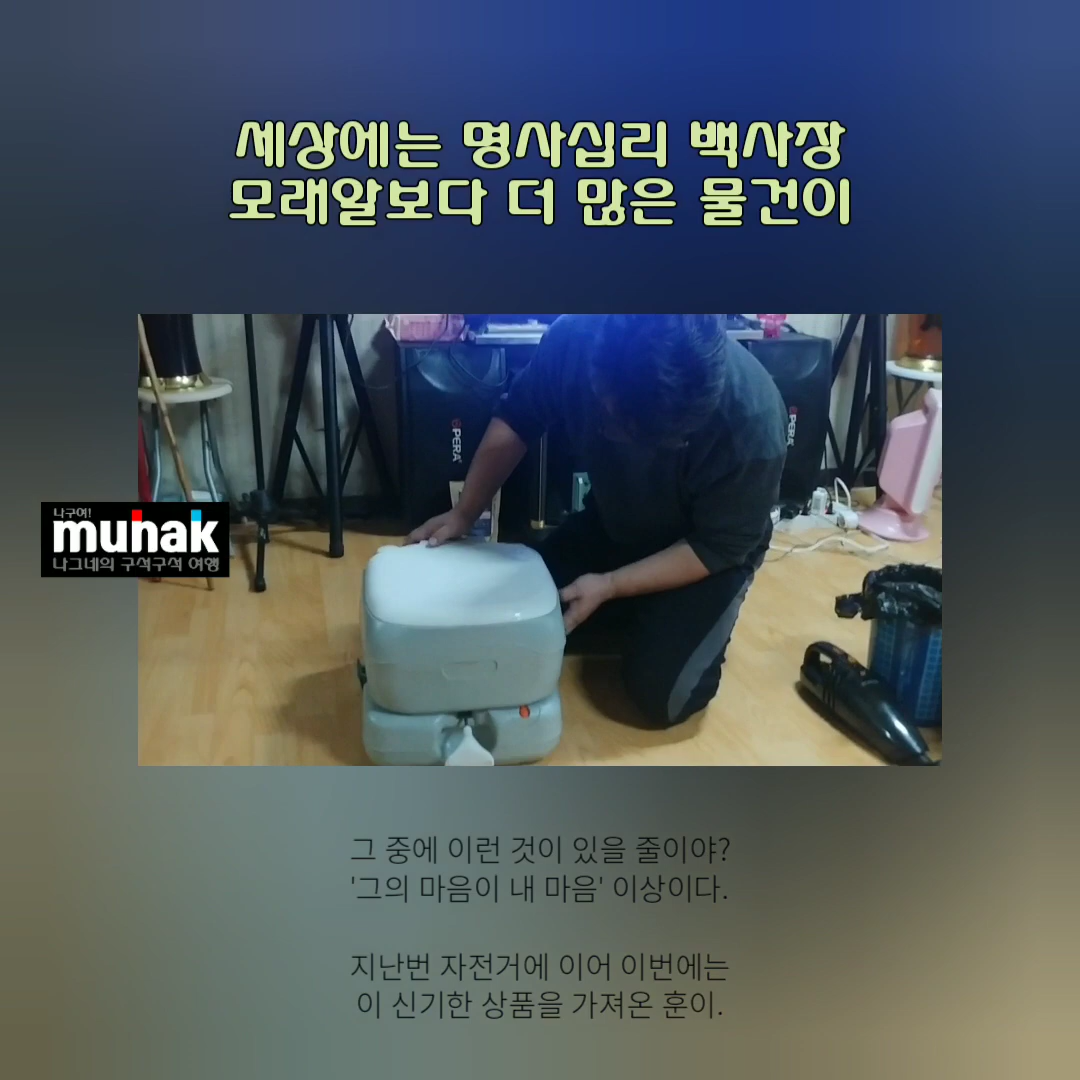 세상에는 명사십리 백사장
모래알보다 더 많은 물건이
PERA
PERA
나구여!
muhak
나그네의 구석구석 여행
그 중에 이런 것이 있을 줄이야?
'그의 마음이 내 마음' 이상이다.
지난번 자전거에 이어 이번에는
이 신기한 상품을 가져온 훈이.